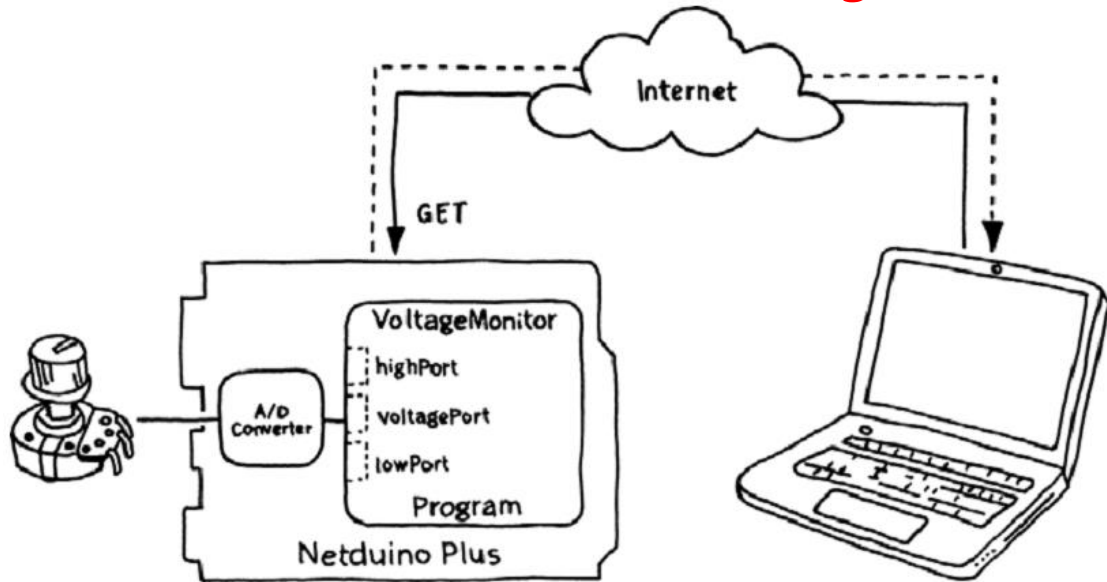 Internet
GET
VoltageMonitor
highPort
A/D
Converter
voltagePort
lowPort
Program
Netduino Plus